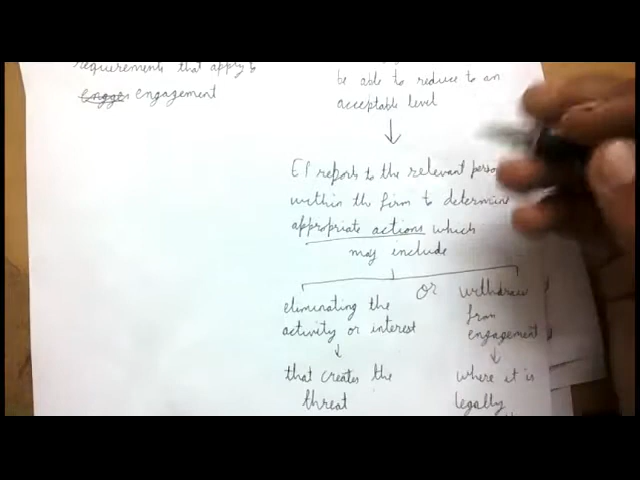 requirements that apply to
engagement
be able to reduce to an
acceptable level
EP reports to the relevant person
within the firm to determine
appropriate actions which
may include
eliminating the
activity or interest
that creates the
threat
or
withdraw
from
engagement
where it is
legally